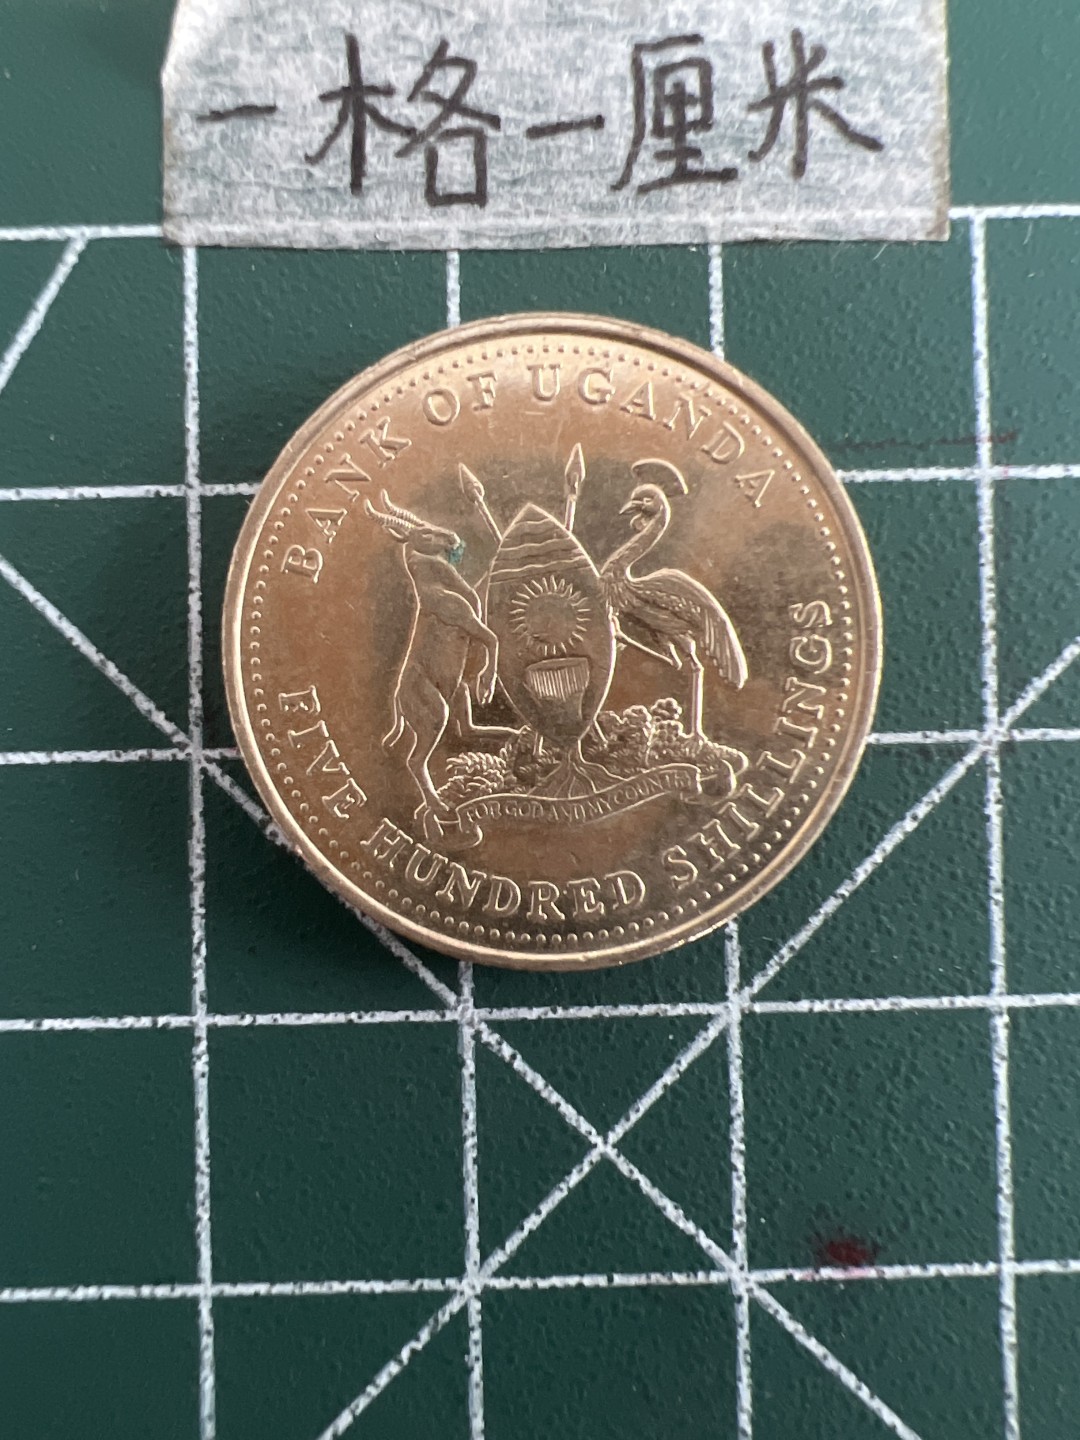 一格一厘米
BANK OF UGANDA
FOR GOD AND MY COUNTRY
FIVE HUNDRED SHILLINGS